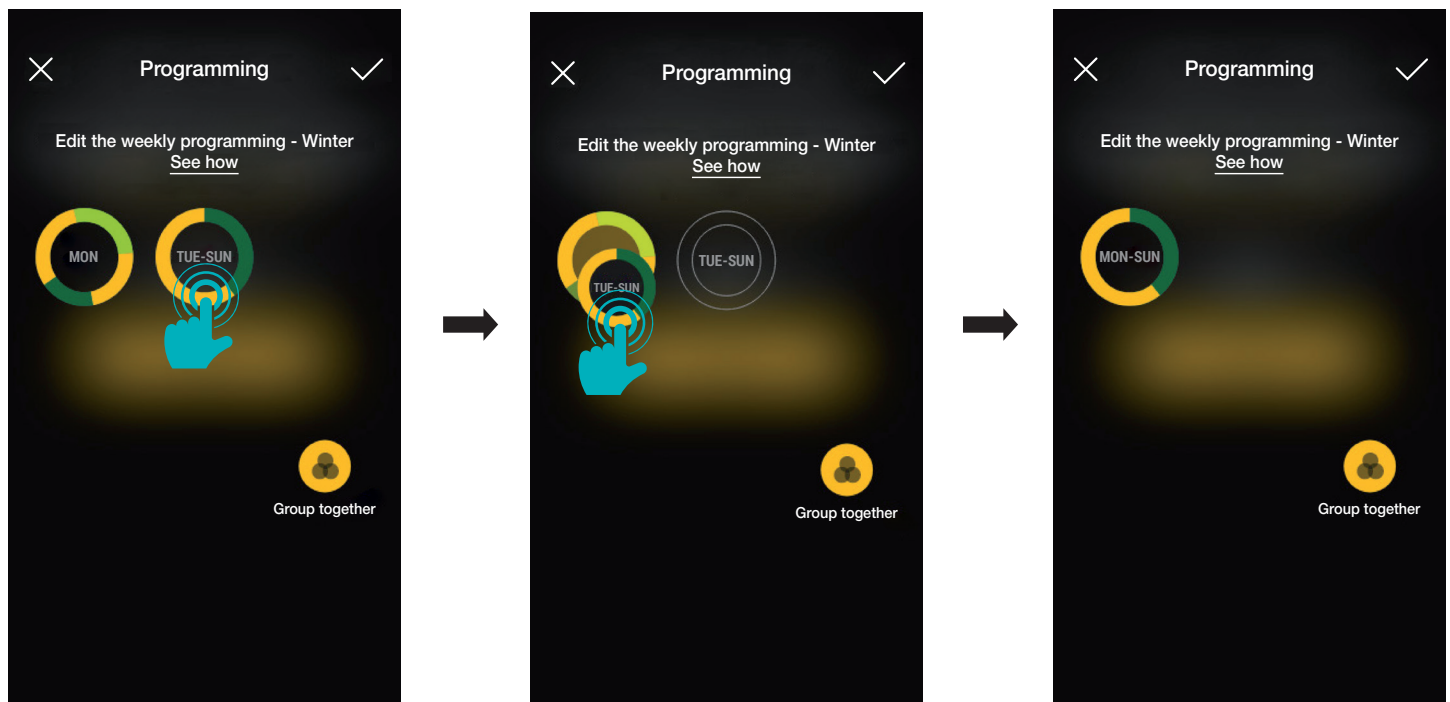 Programming
Edit the weekly programming - Winter
See how
MON
TUE-SUN
Group together
Programming
Edit the weekly programming - Winter
See how
TUE-SUN
TUE-SUN
Group together
Programming
Edit the weekly programming - Winter
See how
MON-SUN
Group together